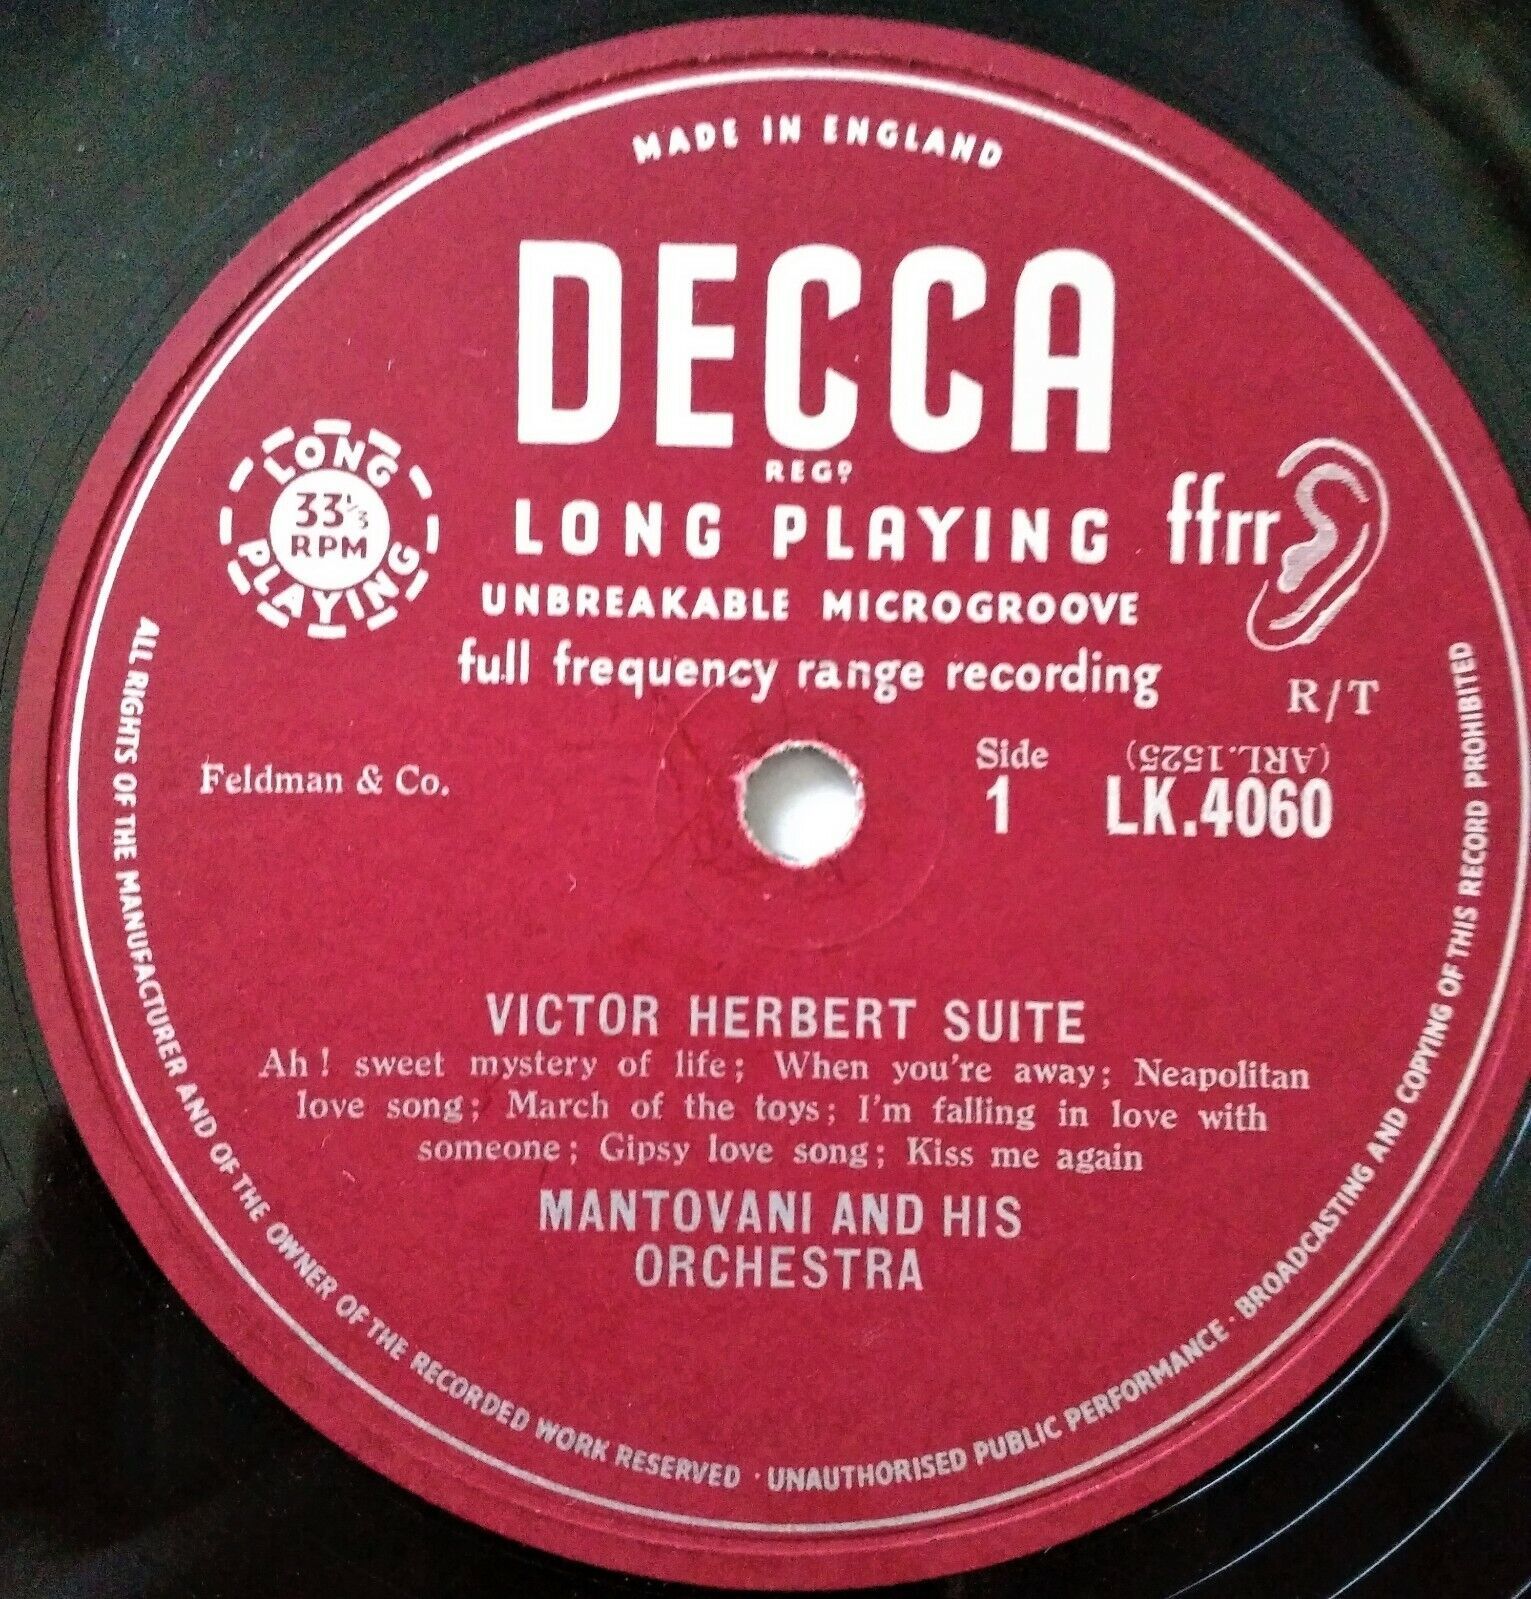 MADE IN ENGLAND
DECCA
REGD
LONG PLAYING
33⅓
RPM
LONG PLAYING
ffrr
UNBREAKABLE MICROGROOVE
full frequency range recording
R/T
Feldman & Co.
Side
1
(ARL.1525)
LK.4060
VICTOR HERBERT SUITE
Ah! sweet mystery of life; When you're away; Neapolitan
love song; March of the toys; I'm falling in love with
someone; Gipsy love song; Kiss me again
MANTOVANI AND HIS
ORCHESTRA
ALL RIGHTS OF THE MANUFACTURER AND OF THE OWNER OF THE RECORDED WORK RESERVED · UNAUTHORISED PUBLIC PERFORMANCE · BROADCASTING AND COPYING OF THIS RECORD PROHIBITED